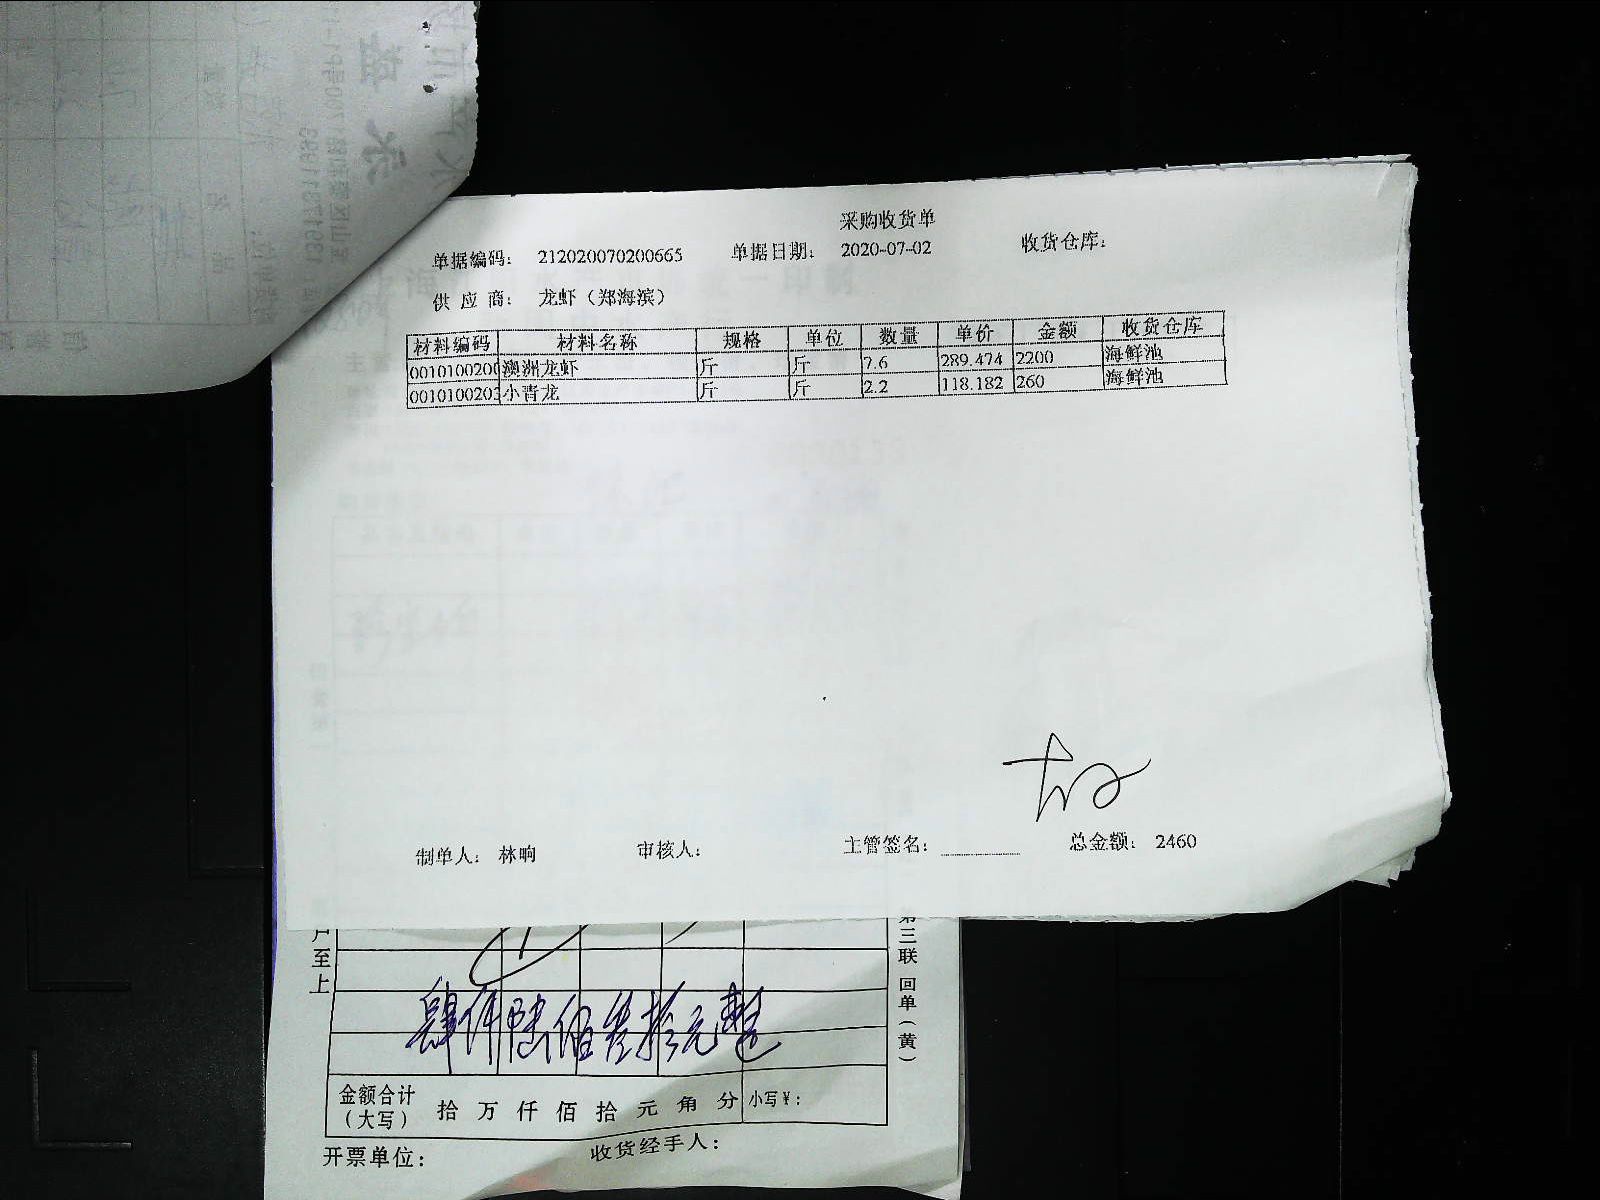 采购收货单
单据编码： 212020070200665 单据日期： 2020-07-02 收货仓库：
供 应 商： 龙虾（郑海滨）
材料编码 材料名称 规格 单位 数量 单价 金额 收货仓库
0010100200 澳洲龙虾 斤 斤 7.6 289.474 2200 海鲜池
0010100203 小青龙 斤 斤 2.2 118.182 260 海鲜池
制单人： 林晌 审核人： 主管签名： 总金额： 2460
户至上
第三联 回单（黄）
肆仟陆佰叁拾元整
金额合计（大写） 拾 万 仟 佰 拾 元 角 分 小写¥：
开票单位： 收货经手人：